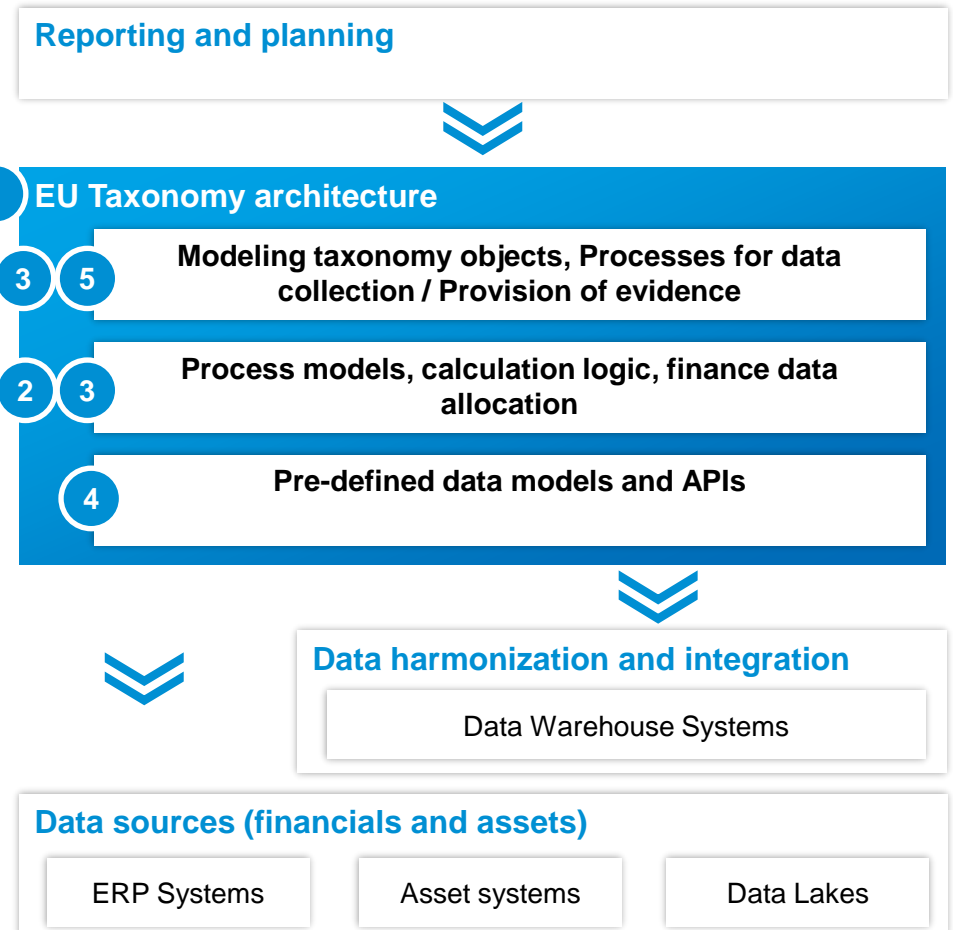 Reporting and planning
EU Taxonomy architecture
3 5
Modeling taxonomy objects, Processes for data
collection / Provision of evidence
2 3
Process models, calculation logic, finance data
allocation
4
Pre-defined data models and APIs
Data harmonization and integration
Data Warehouse Systems
Data sources (financials and assets)
ERP Systems
Asset systems
Data Lakes